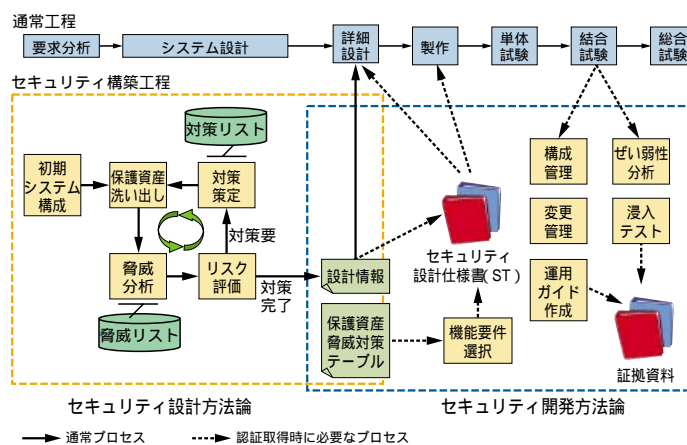 通常工程
要求分析
システム設計
詳細
設計
製作
単体
試験
結合
試験
総合
試験
セキュリティ構築工程
対策リスト
初期
システム
構成
保護資産
洗い出し
対策
策定
対策要
脅威
分析
リスク
評価
対策
完了
脅威リスト
設計情報
保護資産
脅威対策
テーブル
セキュリティ
設計仕様書(ST)
機能要件
選択
構成
管理
ぜい弱性
分析
変更
管理
浸入
テスト
運用
ガイド
作成
証拠資料
セキュリティ設計方法論
セキュリティ開発方法論
通常プロセス
認証取得時に必要なプロセス